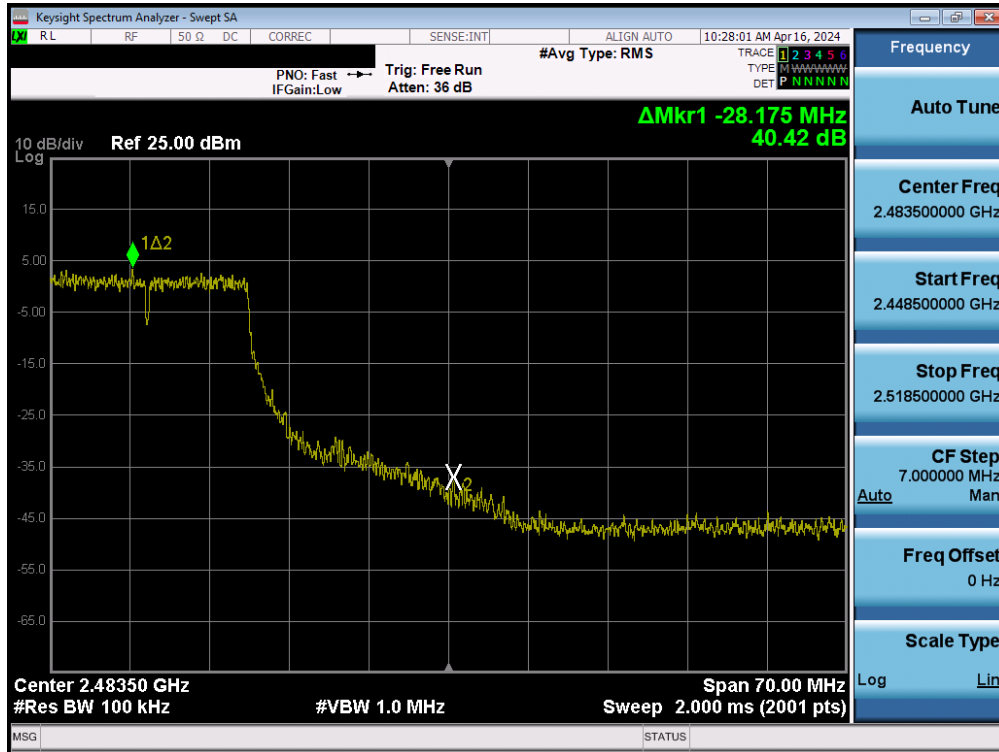 Keysight Spectrum Analyzer - Swept SA
LXI RL RF 50 Ω DC CORREC SENSE:INT ALIGN AUTO 10:28:01 AM Apr 16, 2024
PNO: Fast
IFGain:Low
Trig: Free Run
Atten: 36 dB
#Avg Type: RMS
TRACE 1 2 3 4 5 6
TYPE M W W W W W
DET P N N N N N
ΔMkr1 -28.175 MHz
40.42 dB
10 dB/div
Log
Ref 25.00 dBm
15.0
5.00
-5.00
-15.0
-25.0
-35.0
-45.0
-55.0
-65.0
1Δ2
X2
Center 2.48350 GHz
Span 70.00 MHz
#Res BW 100 kHz
#VBW 1.0 MHz
Sweep 2.000 ms (2001 pts)
MSG
STATUS
Frequency
Auto Tune
Center Freq
2.483500000 GHz
Start Freq
2.448500000 GHz
Stop Freq
2.518500000 GHz
CF Step
7.000000 MHz
Auto Man
Freq Offset
0 Hz
Scale Type
Log Lin